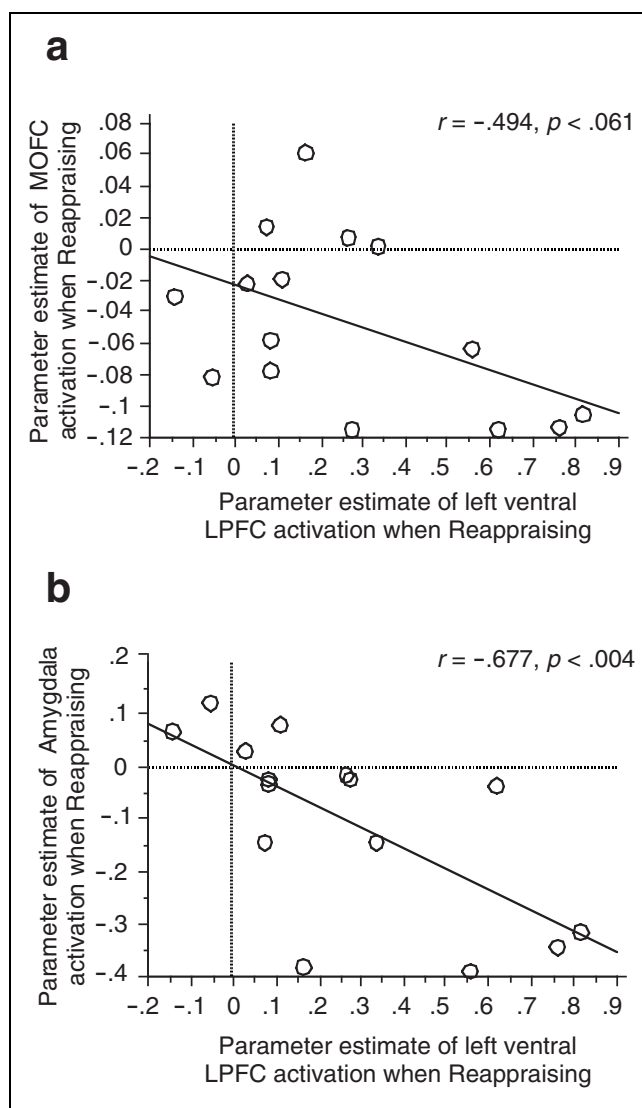 a
r = -.494, p < .061
Parameter estimate of MOFC
activation when Reappraising
.08
.06
.04
.02
0
-.02
-.04
-.06
-.08
-.1
-.12
-.2 -.1 0 .1 .2 .3 .4 .5 .6 .7 .8 .9
Parameter estimate of left ventral
LPFC activation when Reappraising
b
r = -.677, p < .004
Parameter estimate of Amygdala
activation when Reappraising
.2
.1
0
-.1
-.2
-.3
-.4
-.2 -.1 0 .1 .2 .3 .4 .5 .6 .7 .8 .9
Parameter estimate of left ventral
LPFC activation when Reappraising